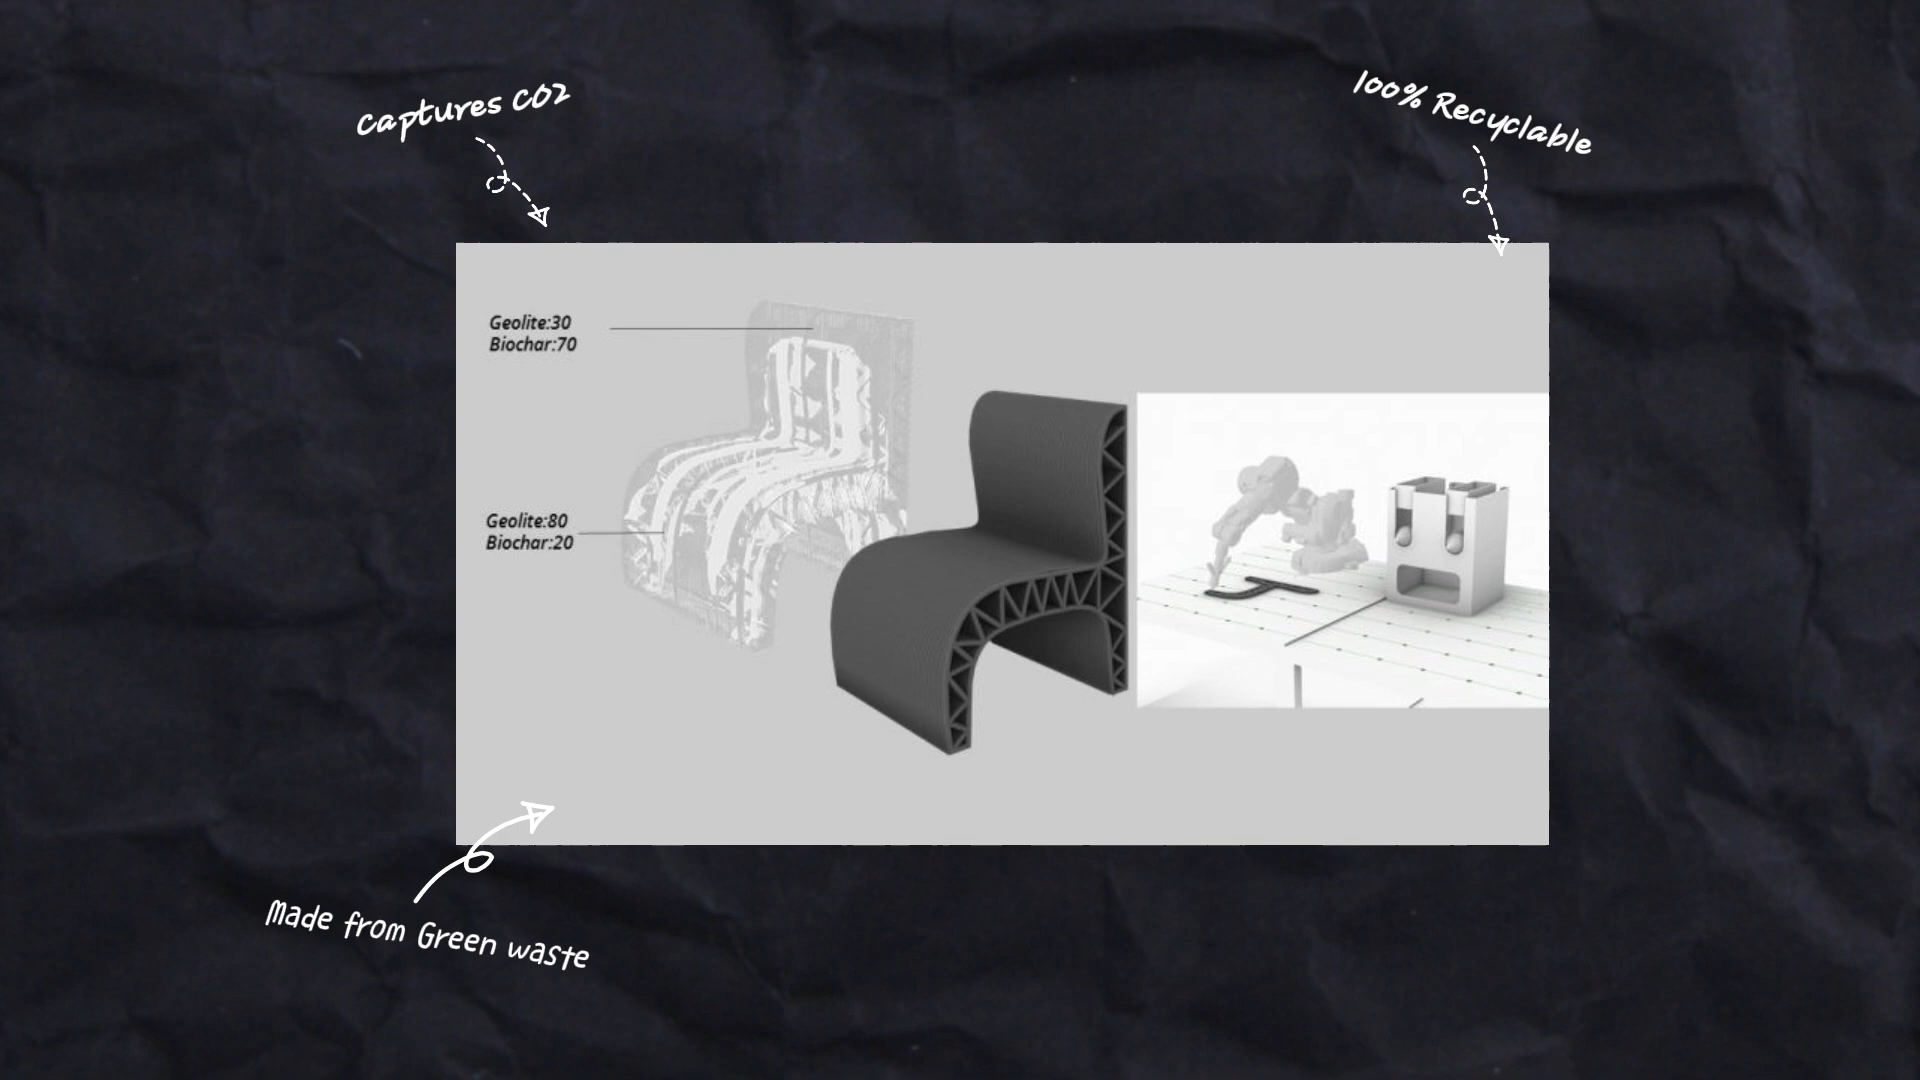 Captures CO2
100% Recyclable
Geolite:30
Biochar:70
Geolite:80
Biochar:20
Made from Green waste